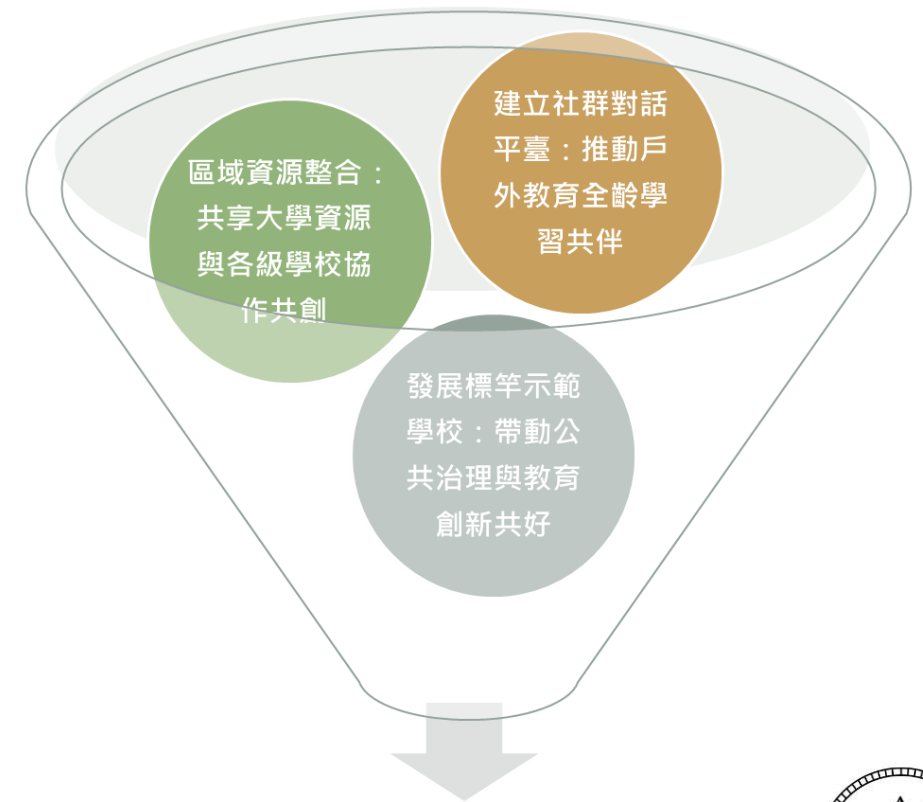 建立社群對話
平臺：推動戶
外教育全齡學
習共伴
區域資源整合：
共享大學資源
與各級學校協
作共創
發展標竿示範
學校：帶動公
共治理與教育
創新共好